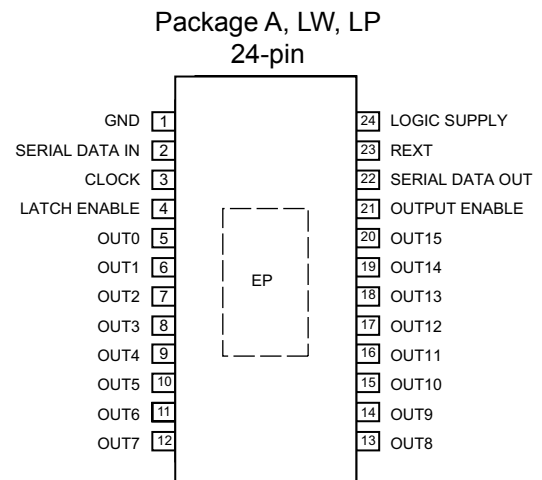 Package A, LW, LP
24-pin
GND 1
SERIAL DATA IN 2
CLOCK 3
LATCH ENABLE 4
OUT0 5
OUT1 6
OUT2 7
OUT3 8
OUT4 9
OUT5 10
OUT6 11
OUT7 12
EP
24 LOGIC SUPPLY
23 REXT
22 SERIAL DATA OUT
21 OUTPUT ENABLE
20 OUT15
19 OUT14
18 OUT13
17 OUT12
16 OUT11
15 OUT10
14 OUT9
13 OUT8